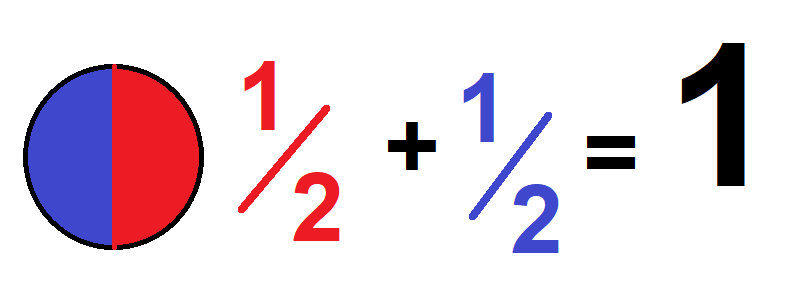 1/2 + 1/2 = 1